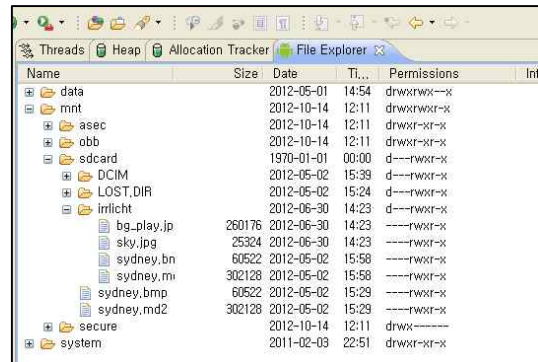 Threads Heap Allocation Tracker File Explorer
Name Size Date Ti... Permissions Int
data 2012-05-01 14:54 drwxrwx--x
mnt 2012-10-14 12:11 drwxrwxr-x
asec 2012-10-14 12:11 drwxr-xr-x
obb 2012-10-14 12:11 drwxr-xr-x
sdcard 1970-01-01 00:00 d---rwxr-x
DCIM 2012-05-02 15:39 d---rwxr-x
LOST,DIR 2012-05-02 15:24 d---rwxr-x
irrlicht 2012-06-30 14:23 d---rwxr-x
bg_play.jp 260176 2012-06-30 14:23 ----rwxr-x
sky.jpg 25324 2012-06-30 14:23 ----rwxr-x
sydney,bn 60522 2012-05-02 15:58 ----rwxr-x
sydney,m 302128 2012-05-02 15:58 ----rwxr-x
sydney,bmp 60522 2012-05-02 15:29 ----rwxr-x
sydney,md2 302128 2012-05-02 15:29 ----rwxr-x
secure 2012-10-14 12:11 drwx------
system 2011-02-03 22:51 drwxr-xr-x